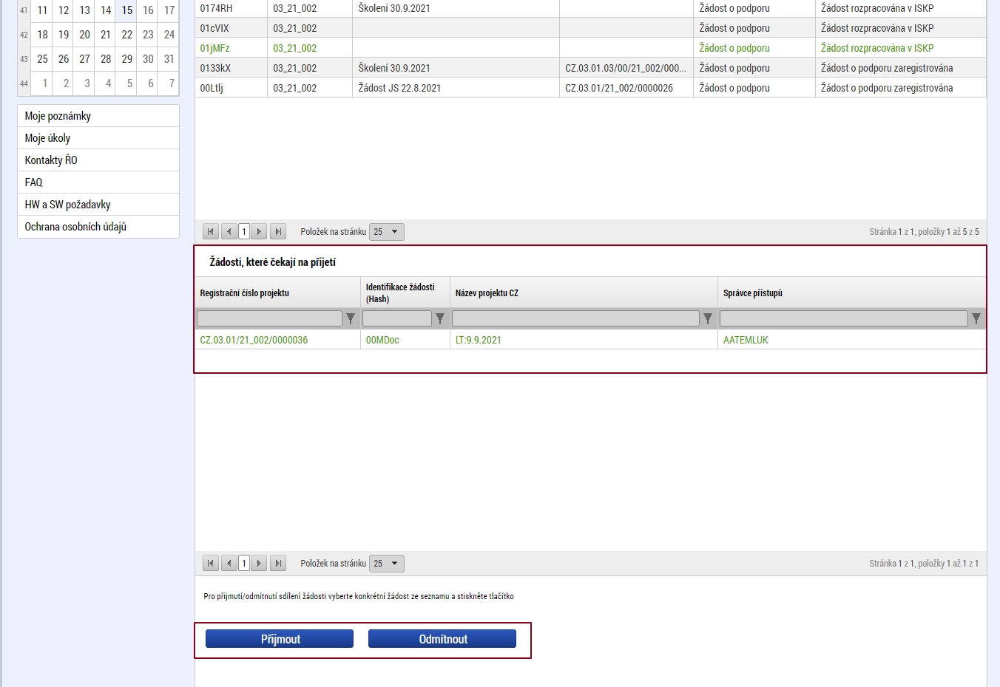 41 11 12 13 14 15 16 17
42 18 19 20 21 22 23 24
43 25 26 27 28 29 30 31
44 1 2 3 4 5 6 7
Moje poznámky
Moje úkoly
Kontakty ŘO
FAQ
HW a SW požadavky
Ochrana osobních údajů
0174RH 03_21_002 Školení 30.9.2021 Žádost o podporu Žádost rozpracována v ISKP
01cVIX 03_21_002 Žádost o podporu Žádost rozpracována v ISKP
01jMFz 03_21_002 Žádost o podporu Žádost rozpracována v ISKP
0133kX 03_21_002 Školení 30.9.2021 CZ.03.01.03/00/21_002/000... Žádost o podporu Žádost o podporu zaregistrována
00Ltlj 03_21_002 Žádost JS 22.8.2021 CZ.03.01/21_002/0000026 Žádost o podporu Žádost o podporu zaregistrována
1 Položek na stránku 25 Stránka 1 z 1, položky 1 až 5 z 5
Žádosti, které čekají na přijetí
Registrační číslo projektu Identifikace žádosti (Hash) Název projektu CZ Správce přístupů
CZ.03.01/21_002/0000036 00MDoc LT:9.9.2021 AATEMLUK
1 Položek na stránku 25 Stránka 1 z 1, položky 1 až 1 z 1
Pro přijmutí/odmítnutí sdílení žádosti vyberte konkrétní žádost ze seznamu a stiskněte tlačítko
Přijmout Odmítnout